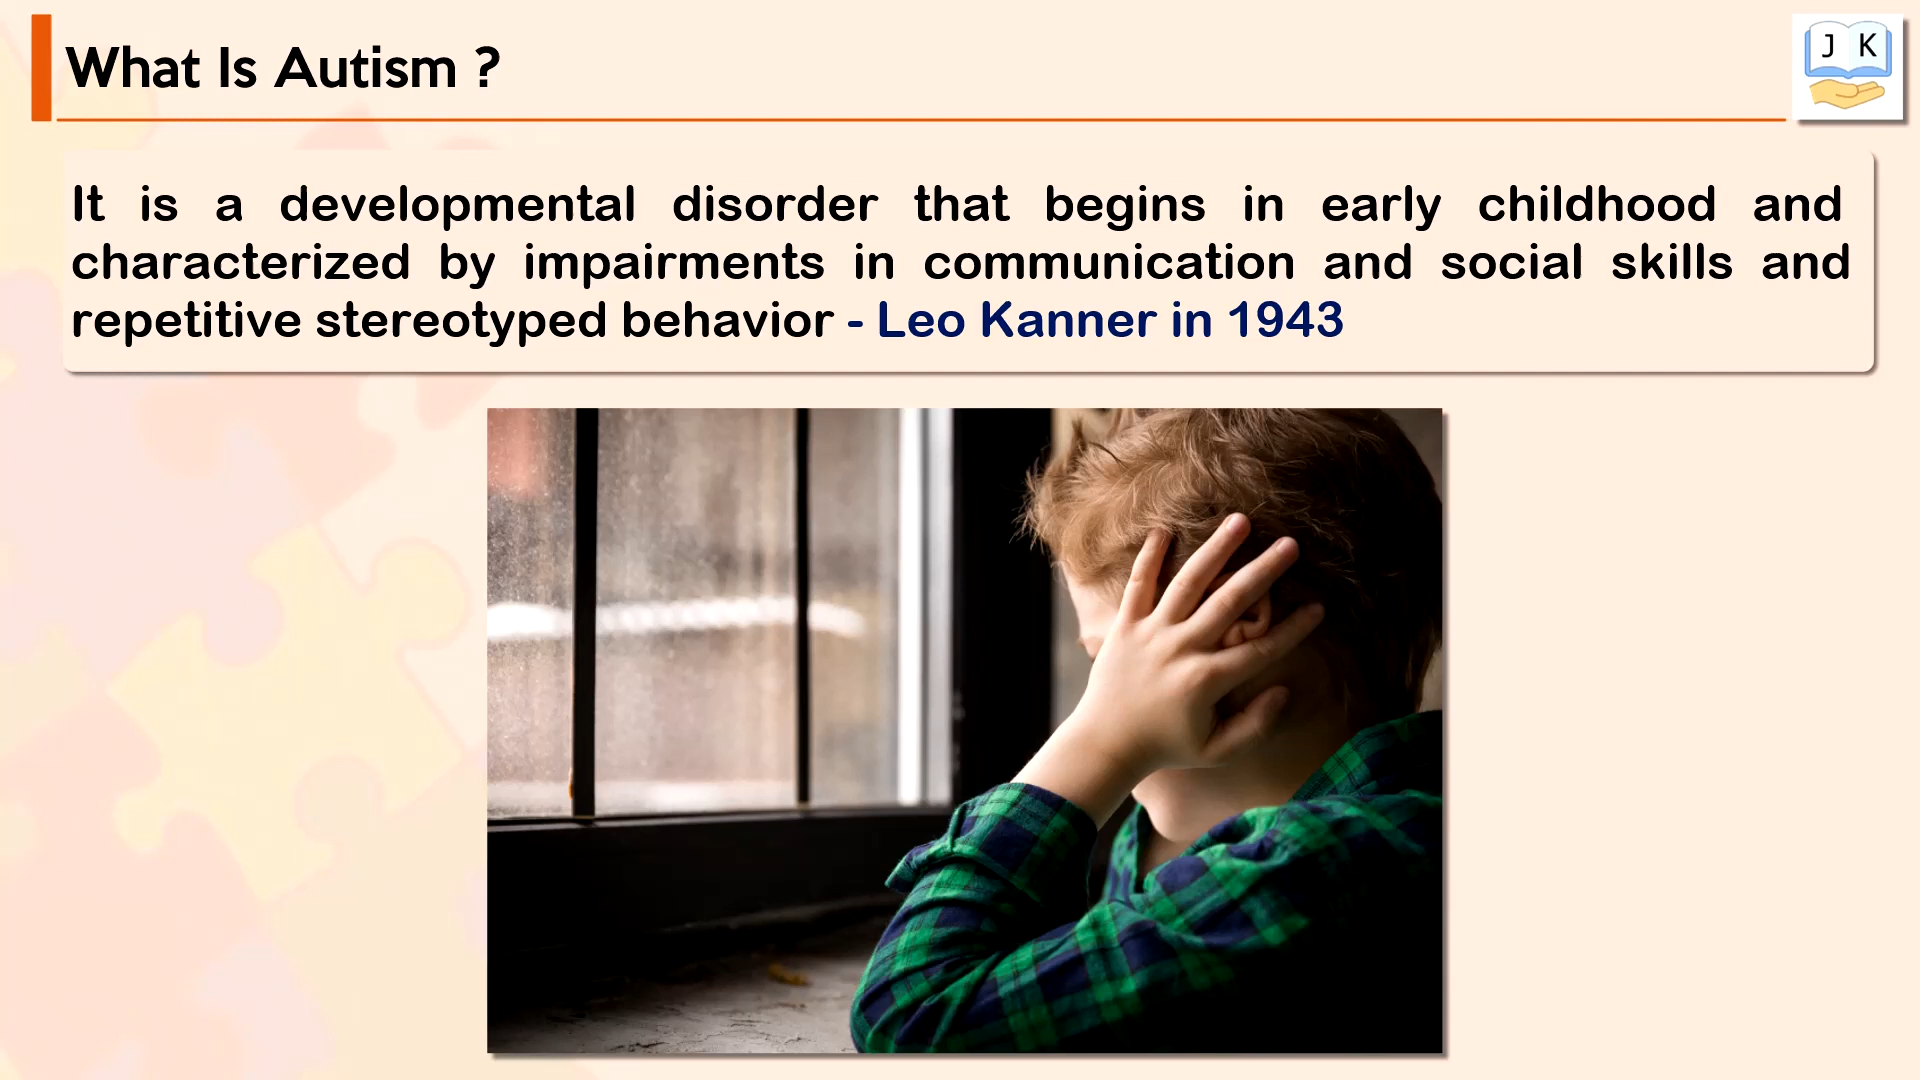 What Is Autism ?
J K
It is a developmental disorder that begins in early childhood and
characterized by impairments in communication and social skills and
repetitive stereotyped behavior - Leo Kanner in 1943